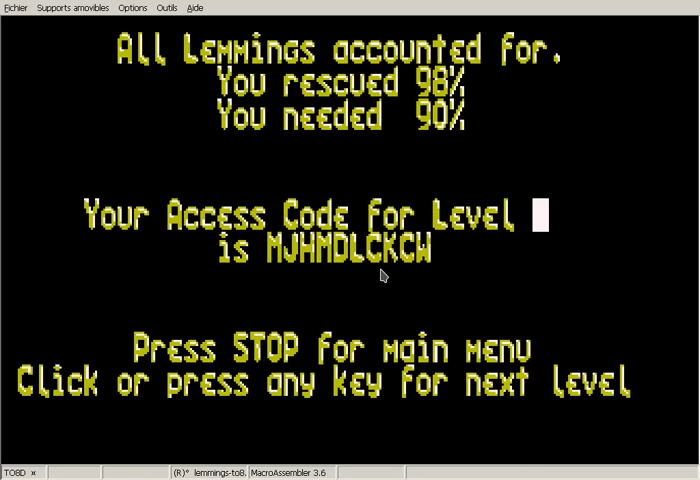 Fichier Supports amovibles Options Outils Aide
All Lemmings accounted for.
You rescued 98%
You needed 90%
Your Access Code for Level
is MJHMDLCKCW
Press STOP for main menu
Click or press any key for next level
TO8D × (R)° lemmings-to8. MacroAssembler 3.6